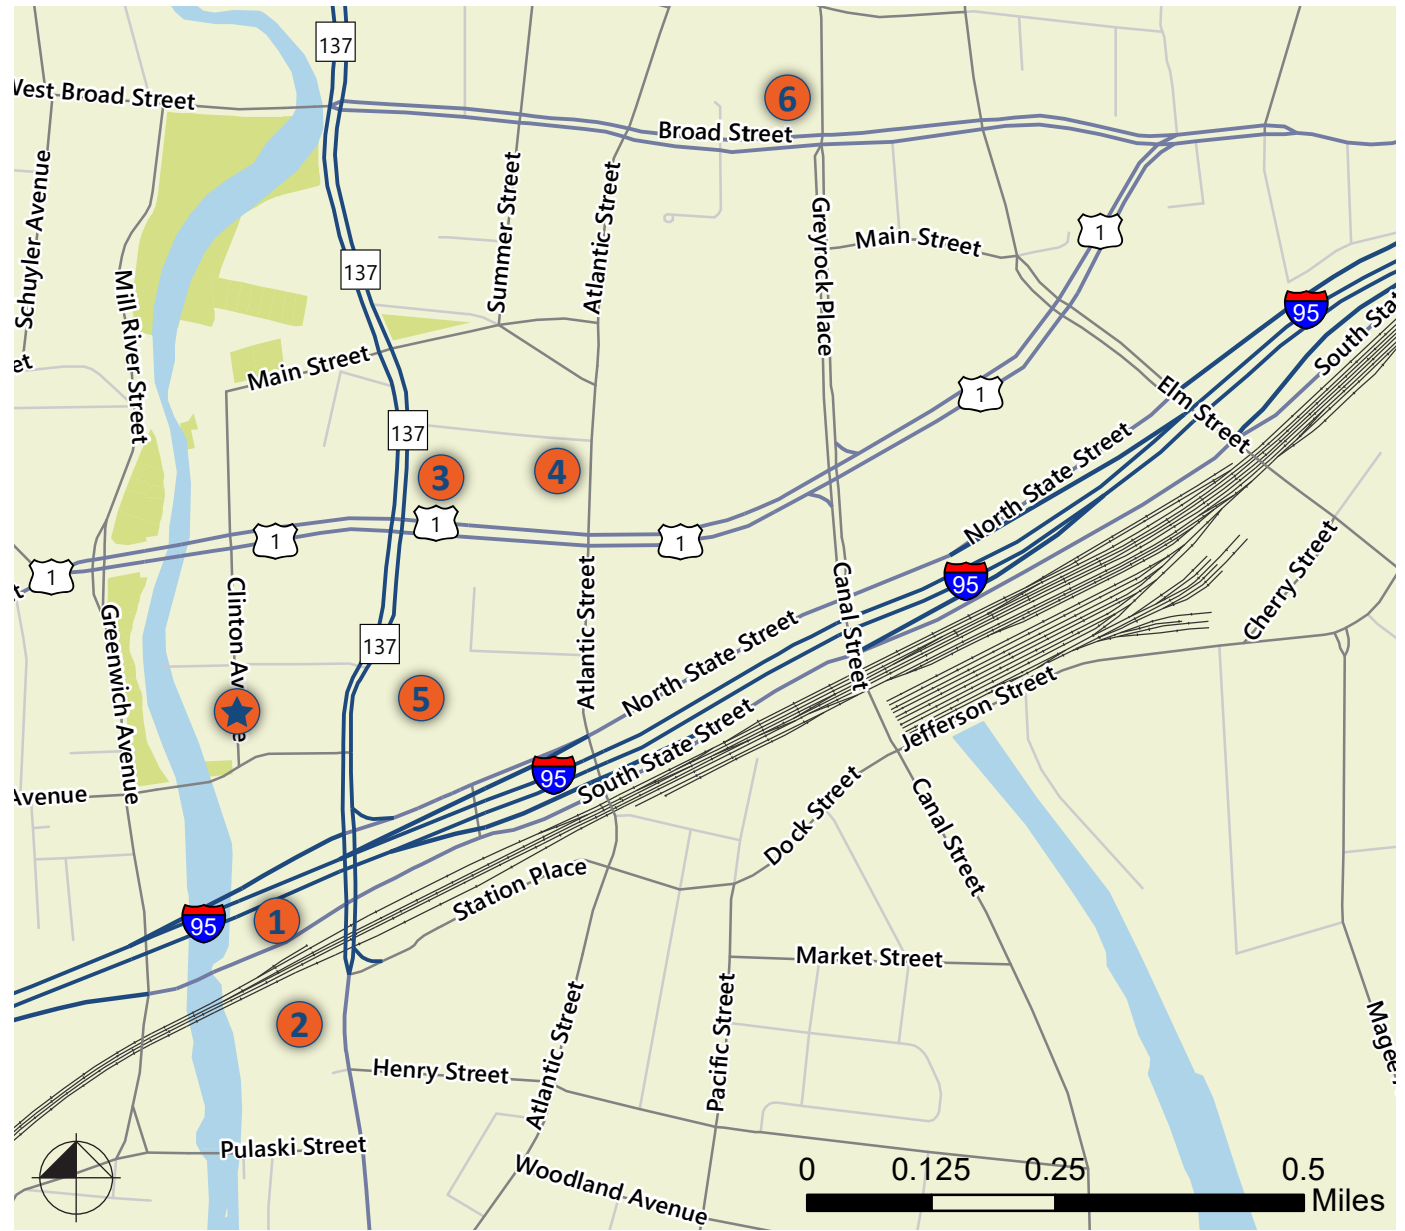 137
6
West Broad Street
Broad Street
Schuyler Avenue
Summer Street
Atlantic Street
Greyrock Place
Main Street
1
137
Mill River Street
95
South Sta
et
Main Street
Elm Street
1
137
3
4
North State Street
1
1
1
1
95
Cherry Street
Clinton Av
e
Greenwich Avenue
Atlantic Street
Canal Street
137
5
North State Street
Jefferson Street
South State Street
95
Avenue
Dock Street
Canal Street
Station Place
1
95
Market Street
2
Atlantic Street
Pacific Street
Magee
Henry Street
Pulaski Street
Woodland Avenue
0 0.125 0.25 0.5
Miles